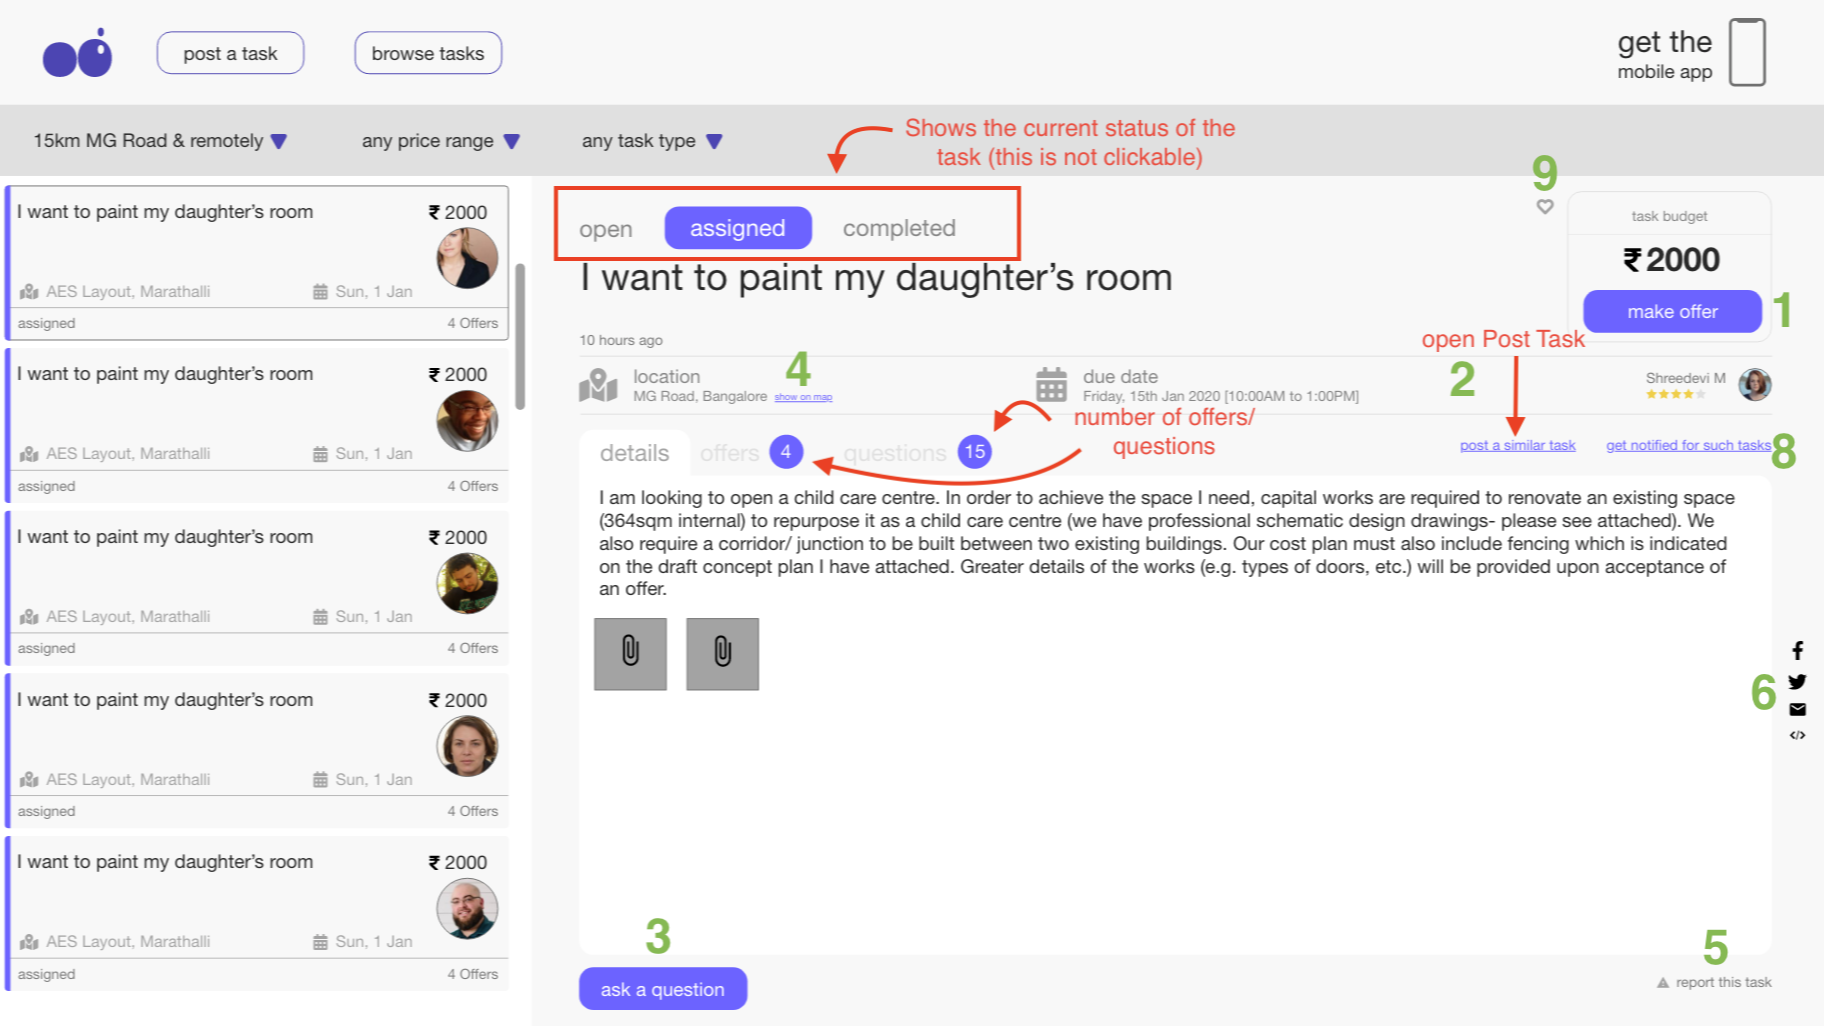 post a task
browse tasks
get the
mobile app
15km MG Road & remotely
any price range
any task type
Shows the current status of the
task (this is not clickable)
I want to paint my daughter’s room
₹ 2000
AES Layout, Marathalli
Sun, 1 Jan
assigned
4 Offers
I want to paint my daughter’s room
₹ 2000
AES Layout, Marathalli
Sun, 1 Jan
assigned
4 Offers
I want to paint my daughter’s room
₹ 2000
AES Layout, Marathalli
Sun, 1 Jan
assigned
4 Offers
I want to paint my daughter’s room
₹ 2000
AES Layout, Marathalli
Sun, 1 Jan
assigned
4 Offers
I want to paint my daughter’s room
₹ 2000
AES Layout, Marathalli
Sun, 1 Jan
assigned
4 Offers
open
assigned
completed
9
task budget
₹ 2000
make offer
1
I want to paint my daughter’s room
10 hours ago
open Post Task
location
MG Road, Bangalore show on map
4
due date
Friday, 15th Jan 2020 [10:00AM to 1:00PM]
2
Shreedevi M
number of offers/
questions
details
offers 4
questions 15
post a similar task
get notified for such tasks
8
I am looking to open a child care centre. In order to achieve the space I need, capital works are required to renovate an existing space
(364sqm internal) to repurpose it as a child care centre (we have professional schematic design drawings- please see attached). We
also require a corridor/ junction to be built between two existing buildings. Our cost plan must also include fencing which is indicated
on the draft concept plan I have attached. Greater details of the works (e.g. types of doors, etc.) will be provided upon acceptance of
an offer.
6
3
ask a question
5
report this task